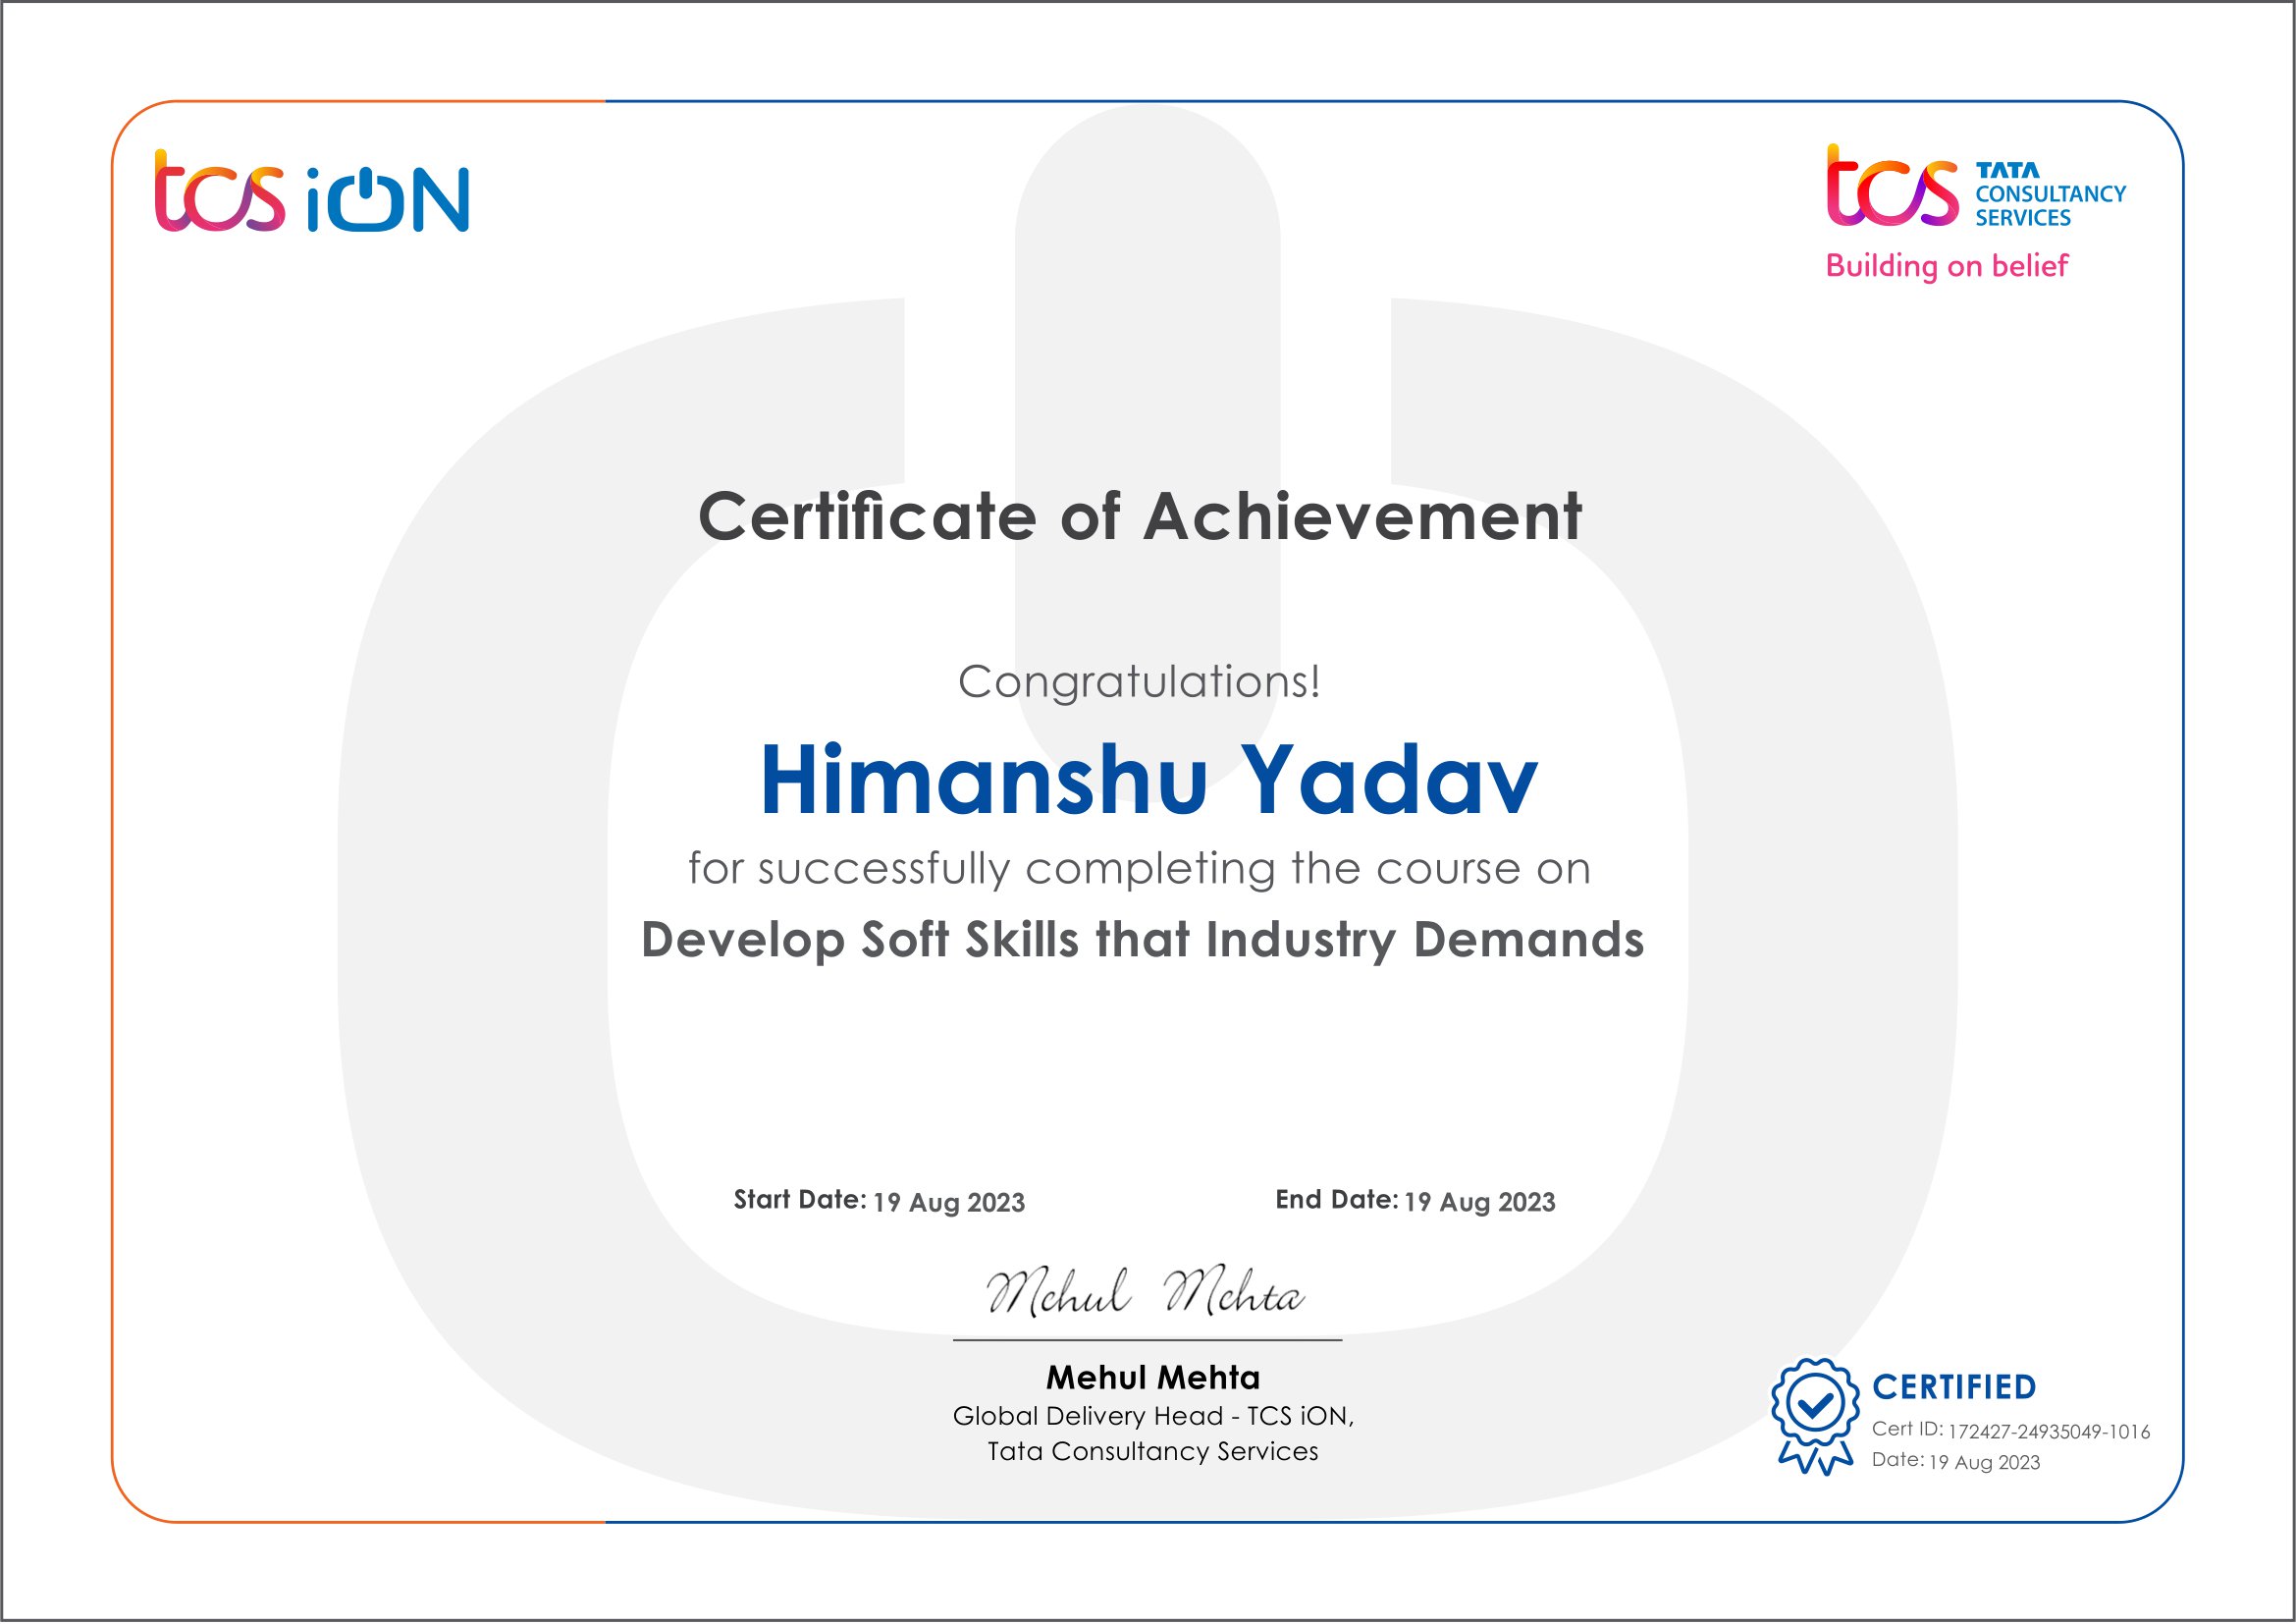 tcs iON
tcs TATA
CONSULTANCY
SERVICES
Building on belief
Certificate of Achievement
Congratulations!
Himanshu Yadav
for successfully completing the course on
Develop Soft Skills that Industry Demands
Start Date: 19 Aug 2023 End Date: 19 Aug 2023
Mehul Mehta
Mehul Mehta
Global Delivery Head - TCS iON,
Tata Consultancy Services
CERTIFIED
Cert ID: 172427-24935049-1016
Date: 19 Aug 2023